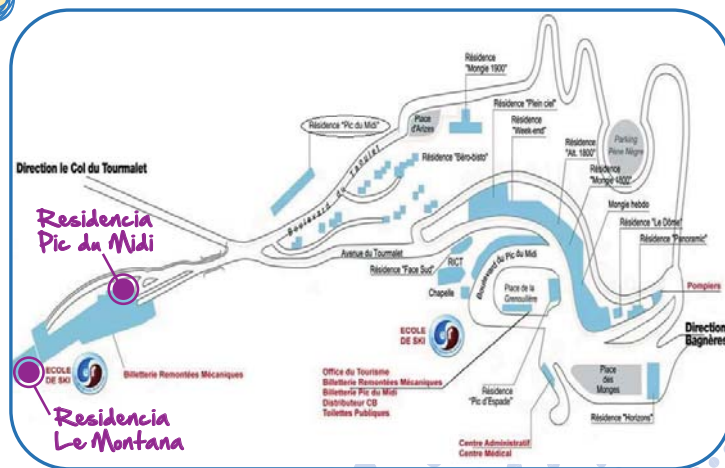 Résidence
"Mongie 1900"
Résidence "Plein ciel"
Résidence
"Week-end"
Place
d'Arizes
Résidence "Pic du Midi"
Parking
Pène Nègre
Résidence
"Alt. 1800"
Résidence "Séro-bisto"
Résidence
"Mongie 1800"
Direction le Col du Tourmalet
Boulevard du Taoulet
Mongie hebdo
Résidence "Le Dôme"
Résidence "Panoramic"
Residencia
Pic du Midi
Avenue du Tourmalet
RICT
Résidence "Face Sud"
Boulevard du Pic du Midi
Chapelle
Place de la
Grenouillère
Pompiers
Direction
Bagnères
ECOLE
DE SKI
ECOLE
DE SKI
Billetterie Remontées Mécaniques
Office du Tourisme
Billetterie Remontées Mécaniques
Billetterie Pic du Midi
Distributeur CB
Toilettes Publiques
Place
des
Monges
Résidence
"Pic d'Espade"
Résidence "Horizons"
Residencia
Le Montana
Centre Administratif
Centre Médical